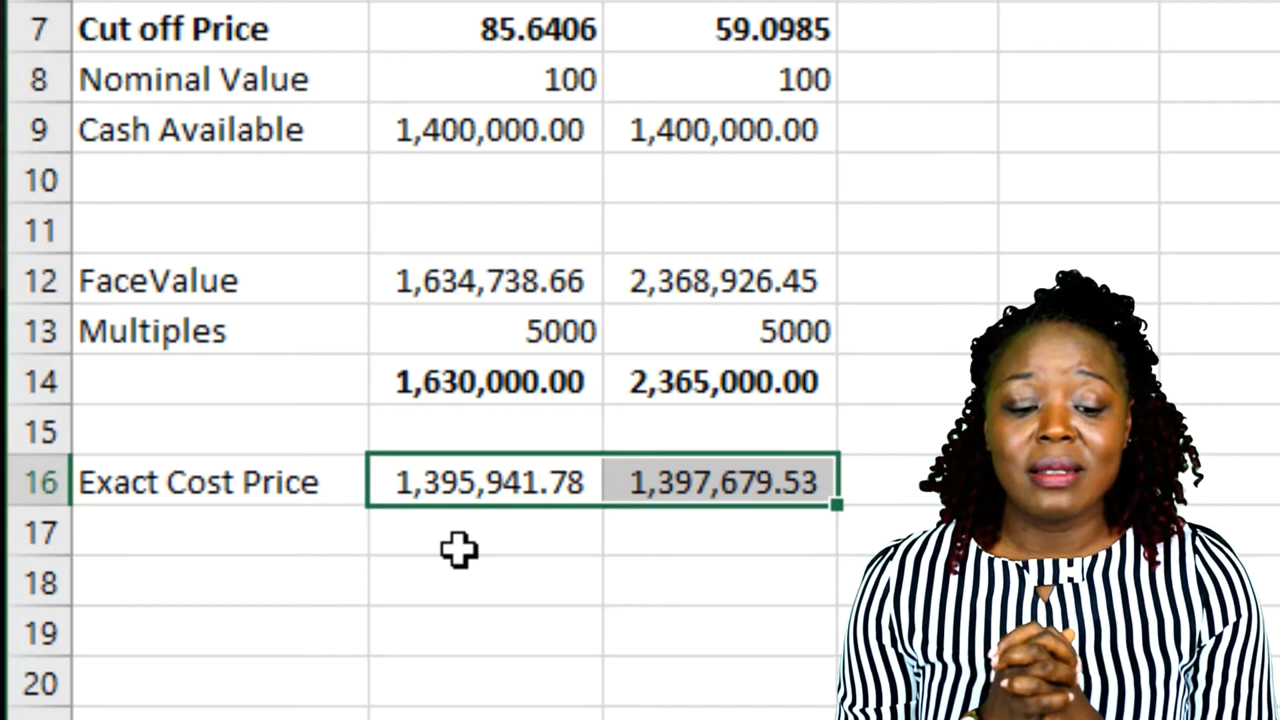 7 Cut off Price 85.6406 59.0985
8 Nominal Value 100 100
9 Cash Available 1,400,000.00 1,400,000.00
10
11
12 FaceValue 1,634,738.66 2,368,926.45
13 Multiples 5000 5000
14 1,630,000.00 2,365,000.00
15
16 Exact Cost Price 1,395,941.78 1,397,679.53
17
18
19
20